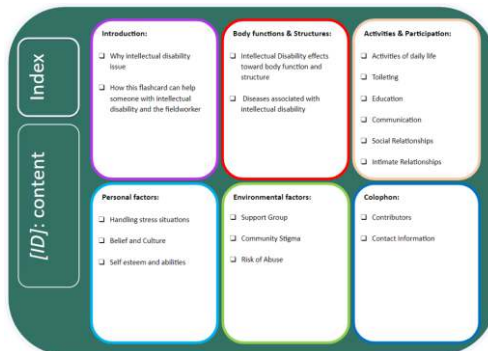 Index
[ID]: content
Introduction:
❑ Why intellectual disability
issue
❑ How this flashcard can help
someone with intellectual
disability and the fieldworker
Body functions & Structures:
❑ Intellectual Disability effects
toward body function and
structure
❑ Diseases associated with
intellectual disability
Activities & Participation:
❑ Activities of daily life
❑ Toileting
❑ Education
❑ Communication
❑ Social Relationships
❑ Intimate Relationships
Personal factors:
❑ Handling stress situations
❑ Belief and Culture
❑ Self esteem and abilities
Environmental factors:
❑ Support Group
❑ Community Stigma
❑ Risk of Abuse
Colophon:
❑ Contributors
❑ Contact Information